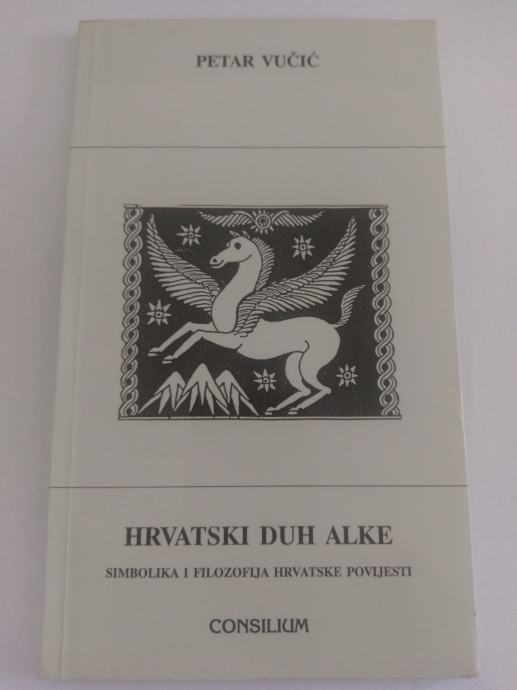 PETAR VUČIĆ
HRVATSKI DUH ALKE
SIMBOLIKA I FILOZOFIJA HRVATSKE POVIJESTI
CONSILIUM